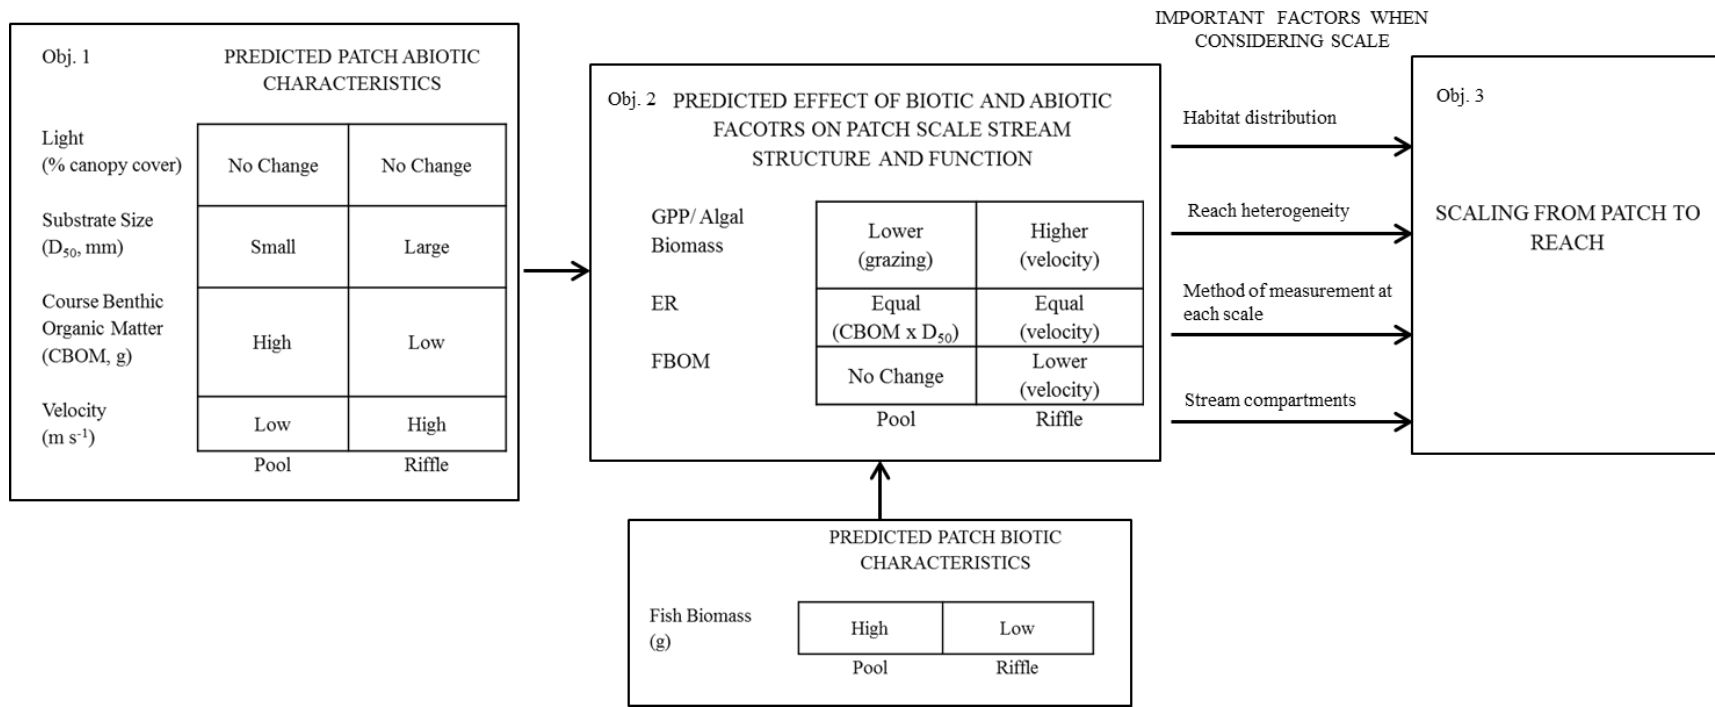 Obj. 1
PREDICTED PATCH ABIOTIC
CHARACTERISTICS
Light
(% canopy cover)
No Change
No Change
Substrate Size
(D50, mm)
Small
Large
Course Benthic
Organic Matter
(CBOM, g)
High
Low
Velocity
(m s-1)
Low
High
Pool
Riffle
Obj. 2
PREDICTED EFFECT OF BIOTIC AND ABIOTIC
FACOTRS ON PATCH SCALE STREAM
STRUCTURE AND FUNCTION
GPP/ Algal
Biomass
Lower
(grazing)
Higher
(velocity)
ER
Equal
(CBOM x D50)
Equal
(velocity)
FBOM
No Change
Lower
(velocity)
Pool
Riffle
PREDICTED PATCH BIOTIC
CHARACTERISTICS
Fish Biomass
(g)
High
Low
Pool
Riffle
IMPORTANT FACTORS WHEN
CONSIDERING SCALE
Habitat distribution
Reach heterogeneity
Method of measurement at
each scale
Stream compartments
Obj. 3
SCALING FROM PATCH TO
REACH